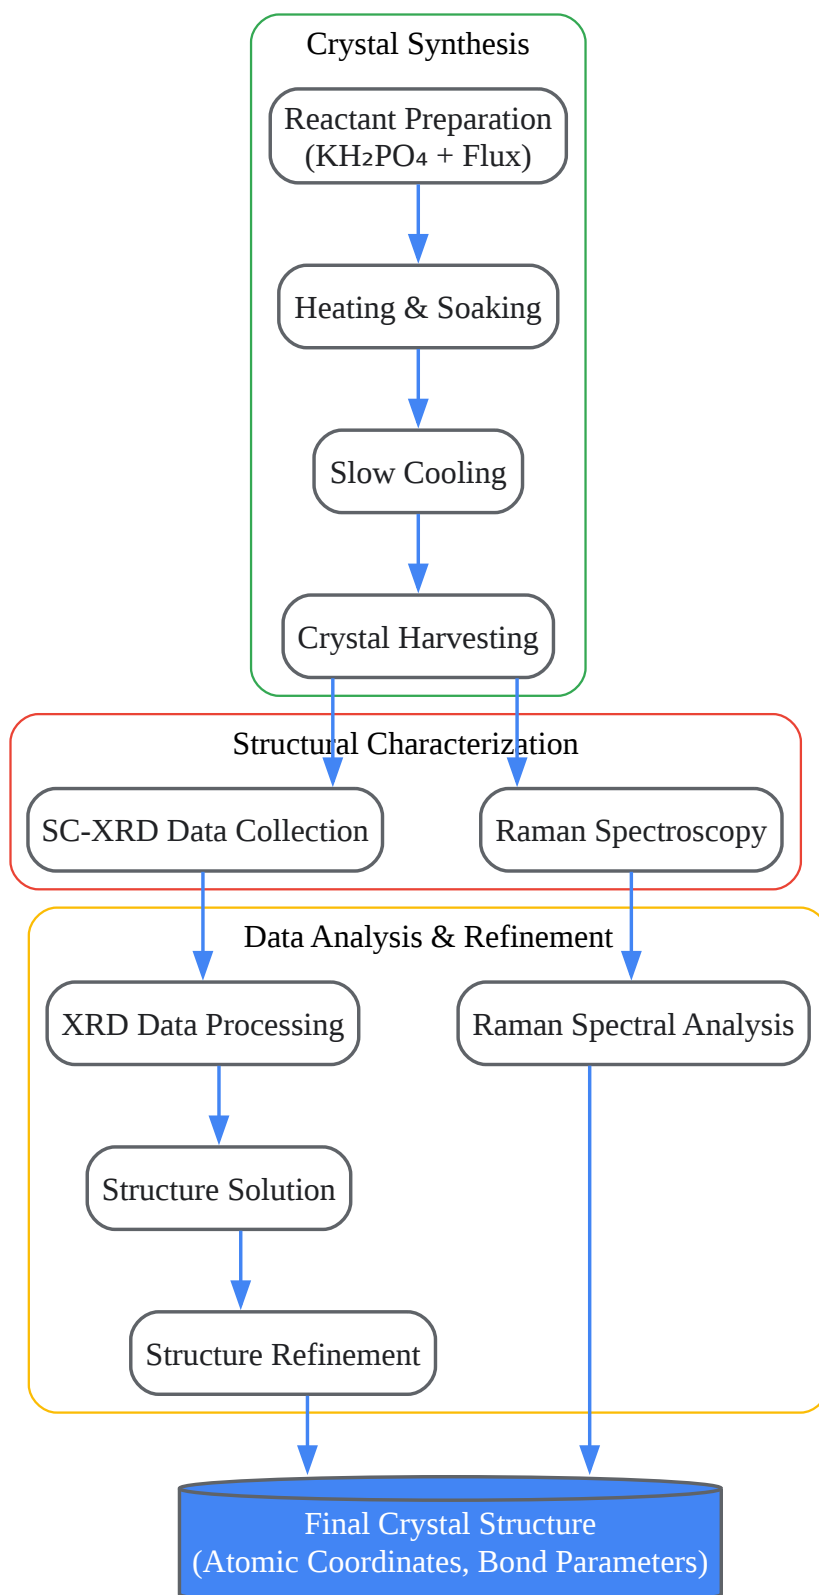 Crystal Synthesis
Reactant Preparation
(KH₂PO₄ + Flux)
Heating & Soaking
Slow Cooling
Crystal Harvesting
Structural Characterization
SC-XRD Data Collection
Raman Spectroscopy
Data Analysis & Refinement
XRD Data Processing
Raman Spectral Analysis
Structure Solution
Structure Refinement
Final Crystal Structure
(Atomic Coordinates, Bond Parameters)